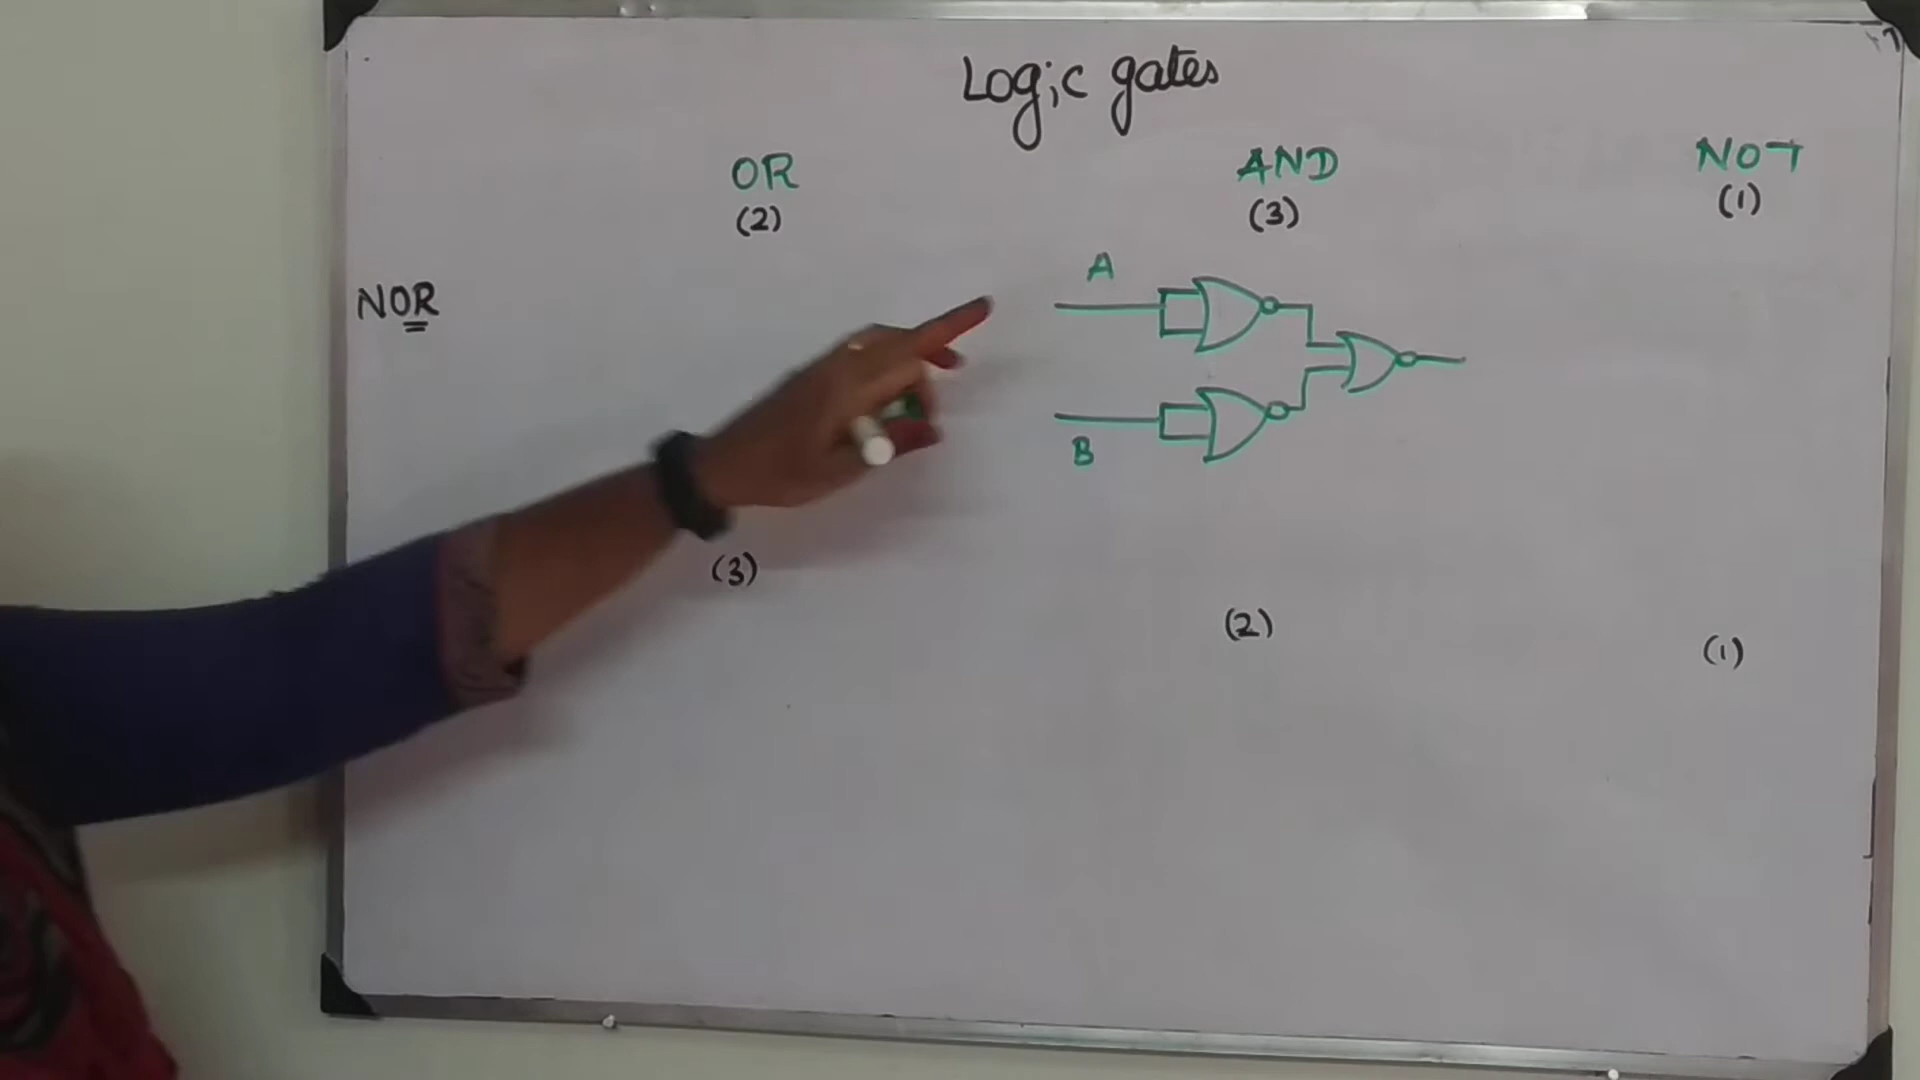 Logic gates
OR AND NOT
(2) (3) (1)
NOR
A
B
(3) (2) (1)